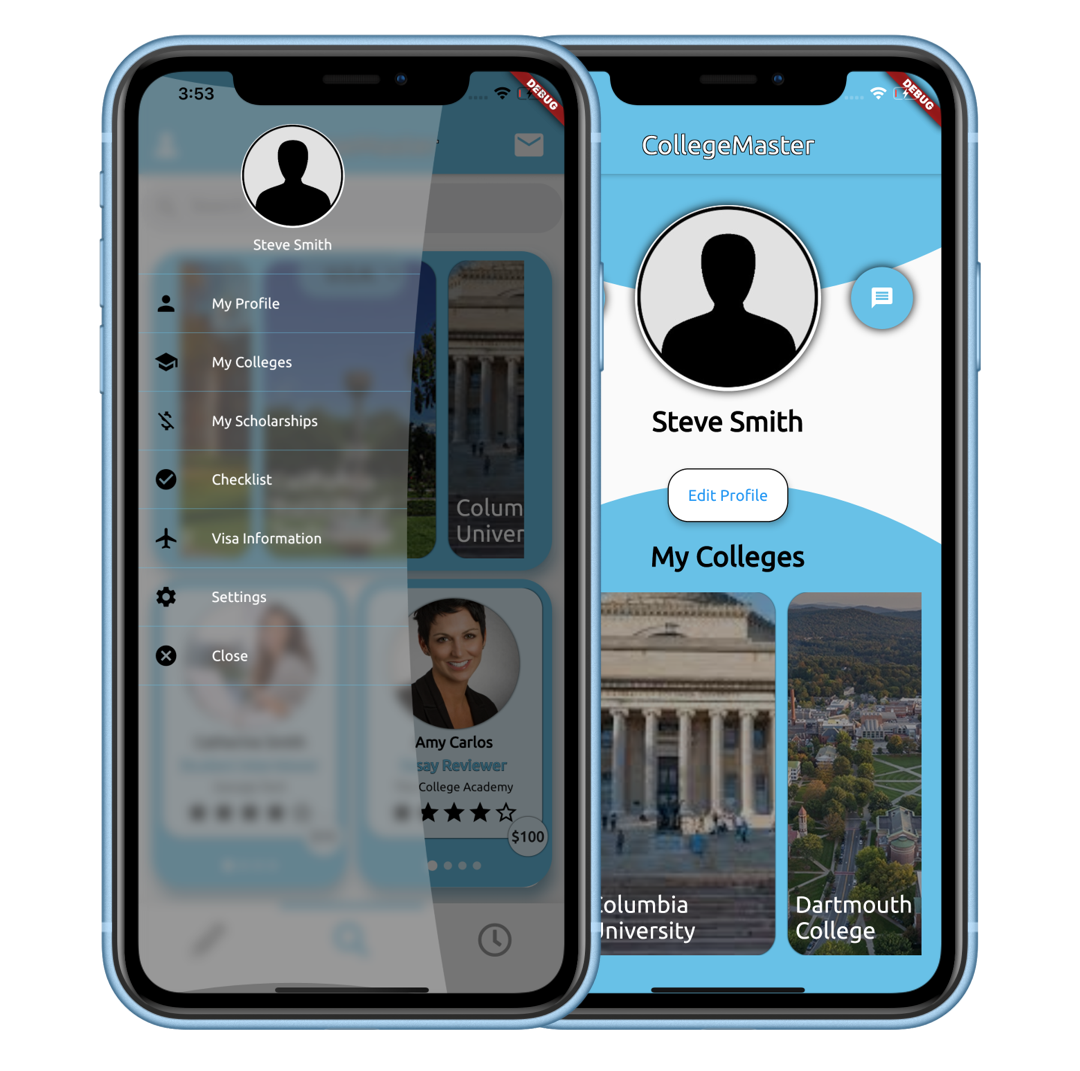 3:53
DEBUG
Steve Smith
My Profile
My Colleges
My Scholarships
Checklist
Visa Information
Settings
Close
Colum
Univer
Amy Carlos
say Reviewer
College Academy
$100
DEBUG
CollegeMaster
Steve Smith
Edit Profile
My Colleges
Columbia
University
Dartmouth
College